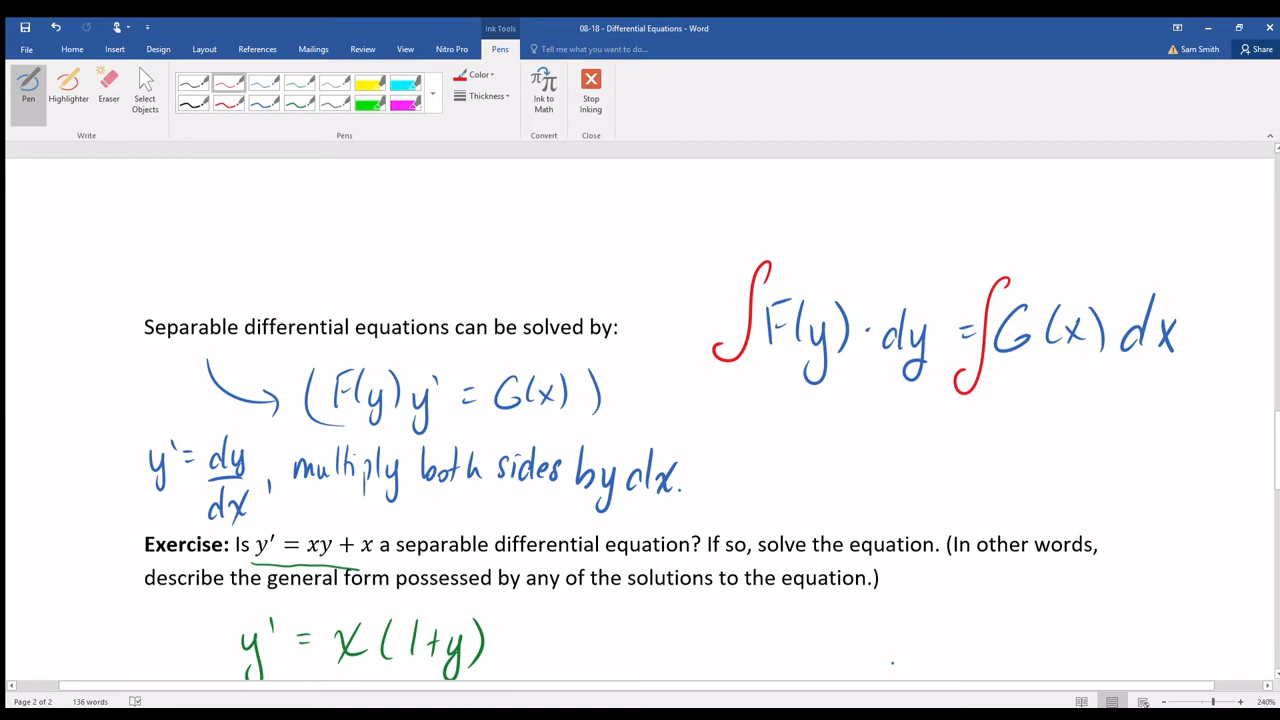 Ink Tools
08-18 - Differential Equations - Word
File Home Insert Design Layout References Mailings Review View Nitro Pro Pens Tell me what you want to do... Sam Smith Share
Pen Highlighter Eraser Select Objects
Color
Thickness
Ink to Math
Stop Inking
Write Pens Convert Close
∫F(y)·dy = ∫G(x)dx
Separable differential equations can be solved by:
(F(y)y' = G(x))
y' = dy/dx, multiply both sides by dx.
Exercise: Is y′ = xy + x a separable differential equation? If so, solve the equation. (In other words,
describe the general form possessed by any of the solutions to the equation.)
y' = x(1+y)
Page 2 of 2 136 words 240%